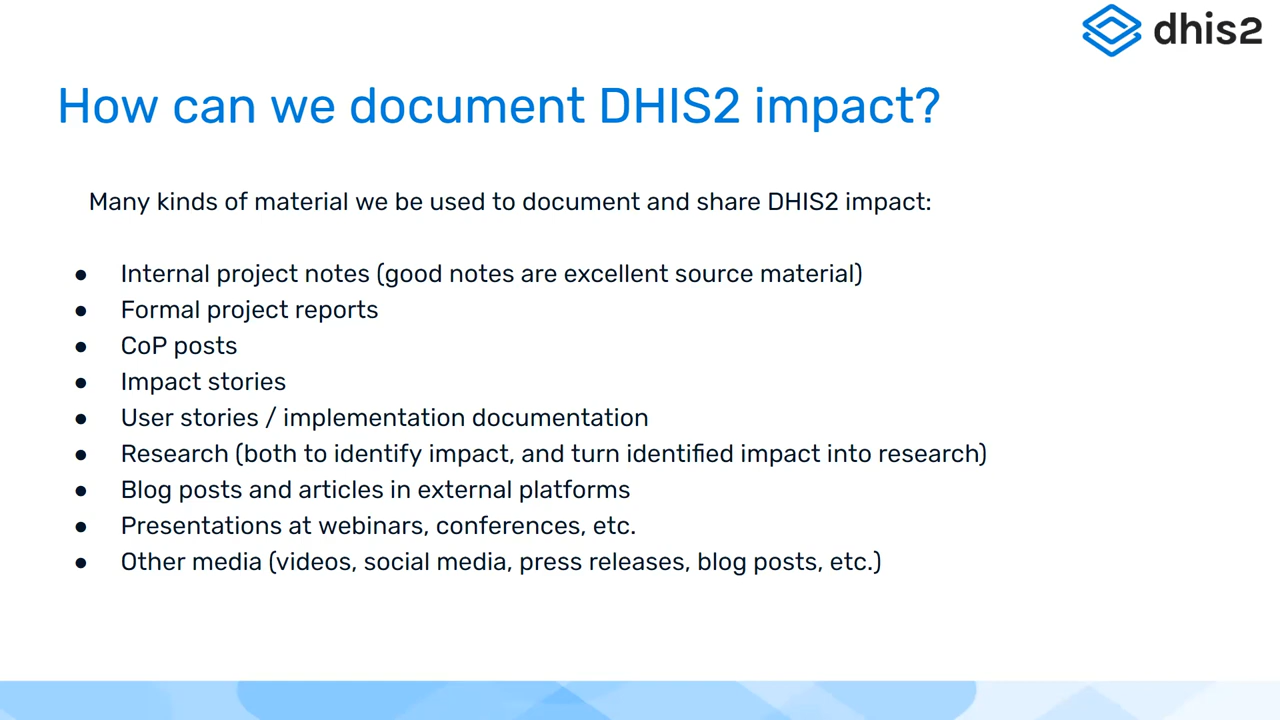 dhis2
How can we document DHIS2 impact?
Many kinds of material we be used to document and share DHIS2 impact:
● Internal project notes (good notes are excellent source material)
● Formal project reports
● CoP posts
● Impact stories
● User stories / implementation documentation
● Research (both to identify impact, and turn identified impact into research)
● Blog posts and articles in external platforms
● Presentations at webinars, conferences, etc.
● Other media (videos, social media, press releases, blog posts, etc.)